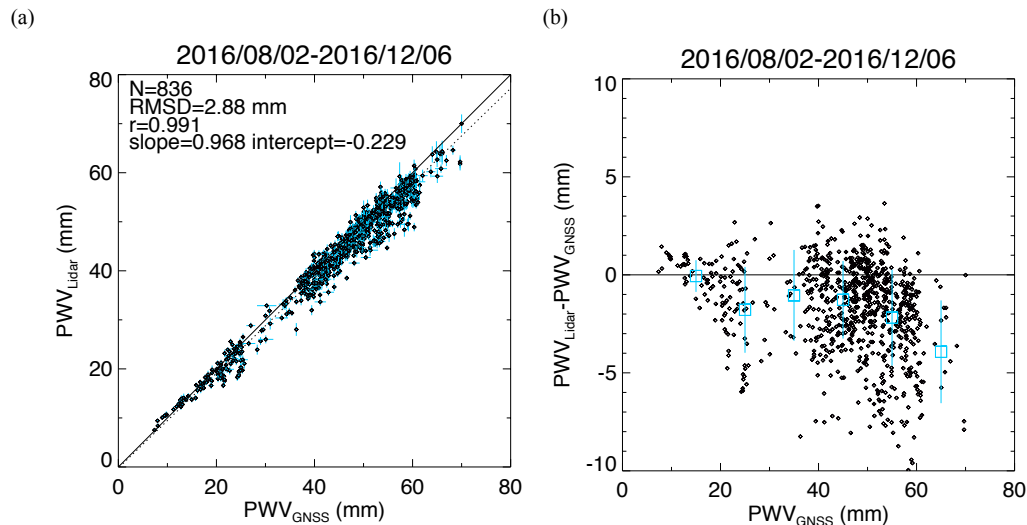 (a)
2016/08/02-2016/12/06
N=836
RMSD=2.88 mm
r=0.991
slope=0.968 intercept=-0.229
80
60
40
20
0
PWV_Lidar (mm)
0 20 40 60 80
PWV_GNSS (mm)
(b)
2016/08/02-2016/12/06
10
5
0
-5
-10
PWV_Lidar-PWV_GNSS (mm)
0 20 40 60 80
PWV_GNSS (mm)